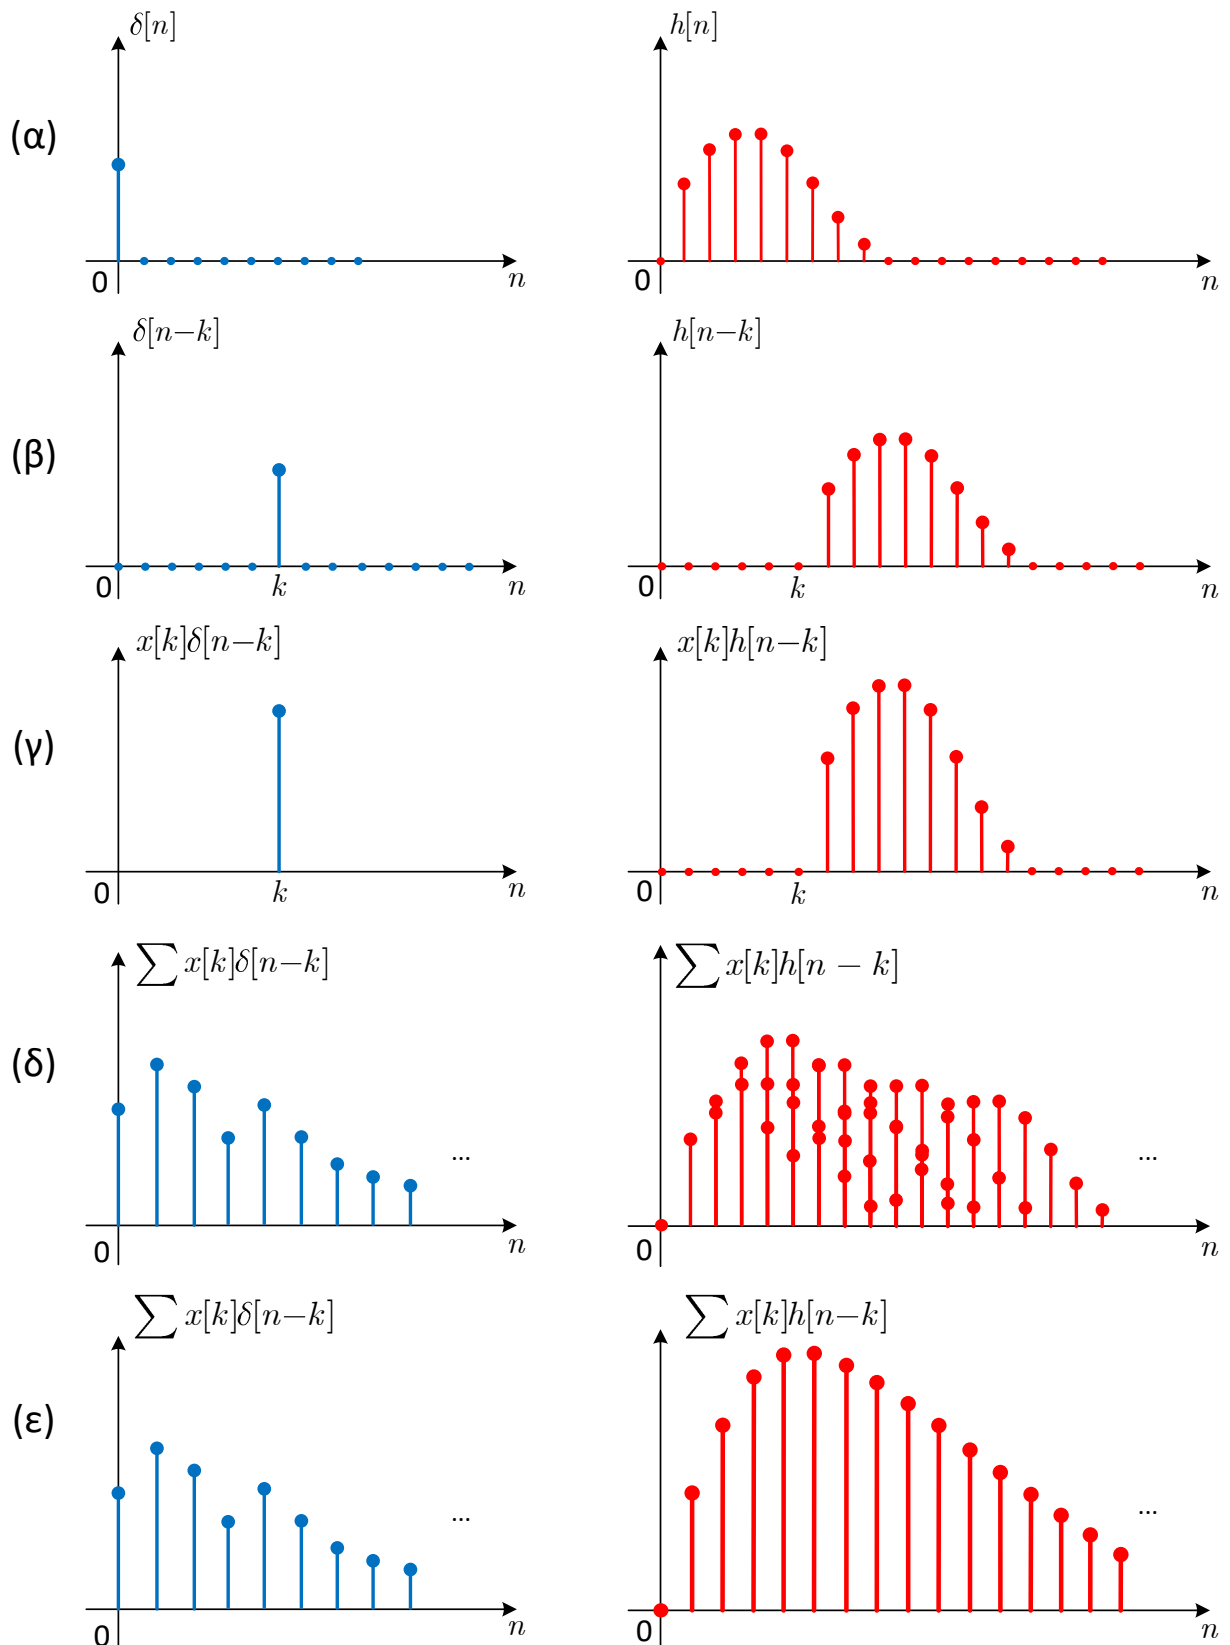 δ[n] h[n]
(α)
0 n 0 n
δ[n−k] h[n−k]
(β)
0 k n 0 k n
x[k]δ[n−k] x[k]h[n−k]
(γ)
0 k n 0 k n
∑ x[k]δ[n−k] ∑ x[k]h[n − k]
(δ)
... ...
0 n 0 n
∑ x[k]δ[n−k] ∑ x[k]h[n−k]
(ε)
... ...
0 n 0 n